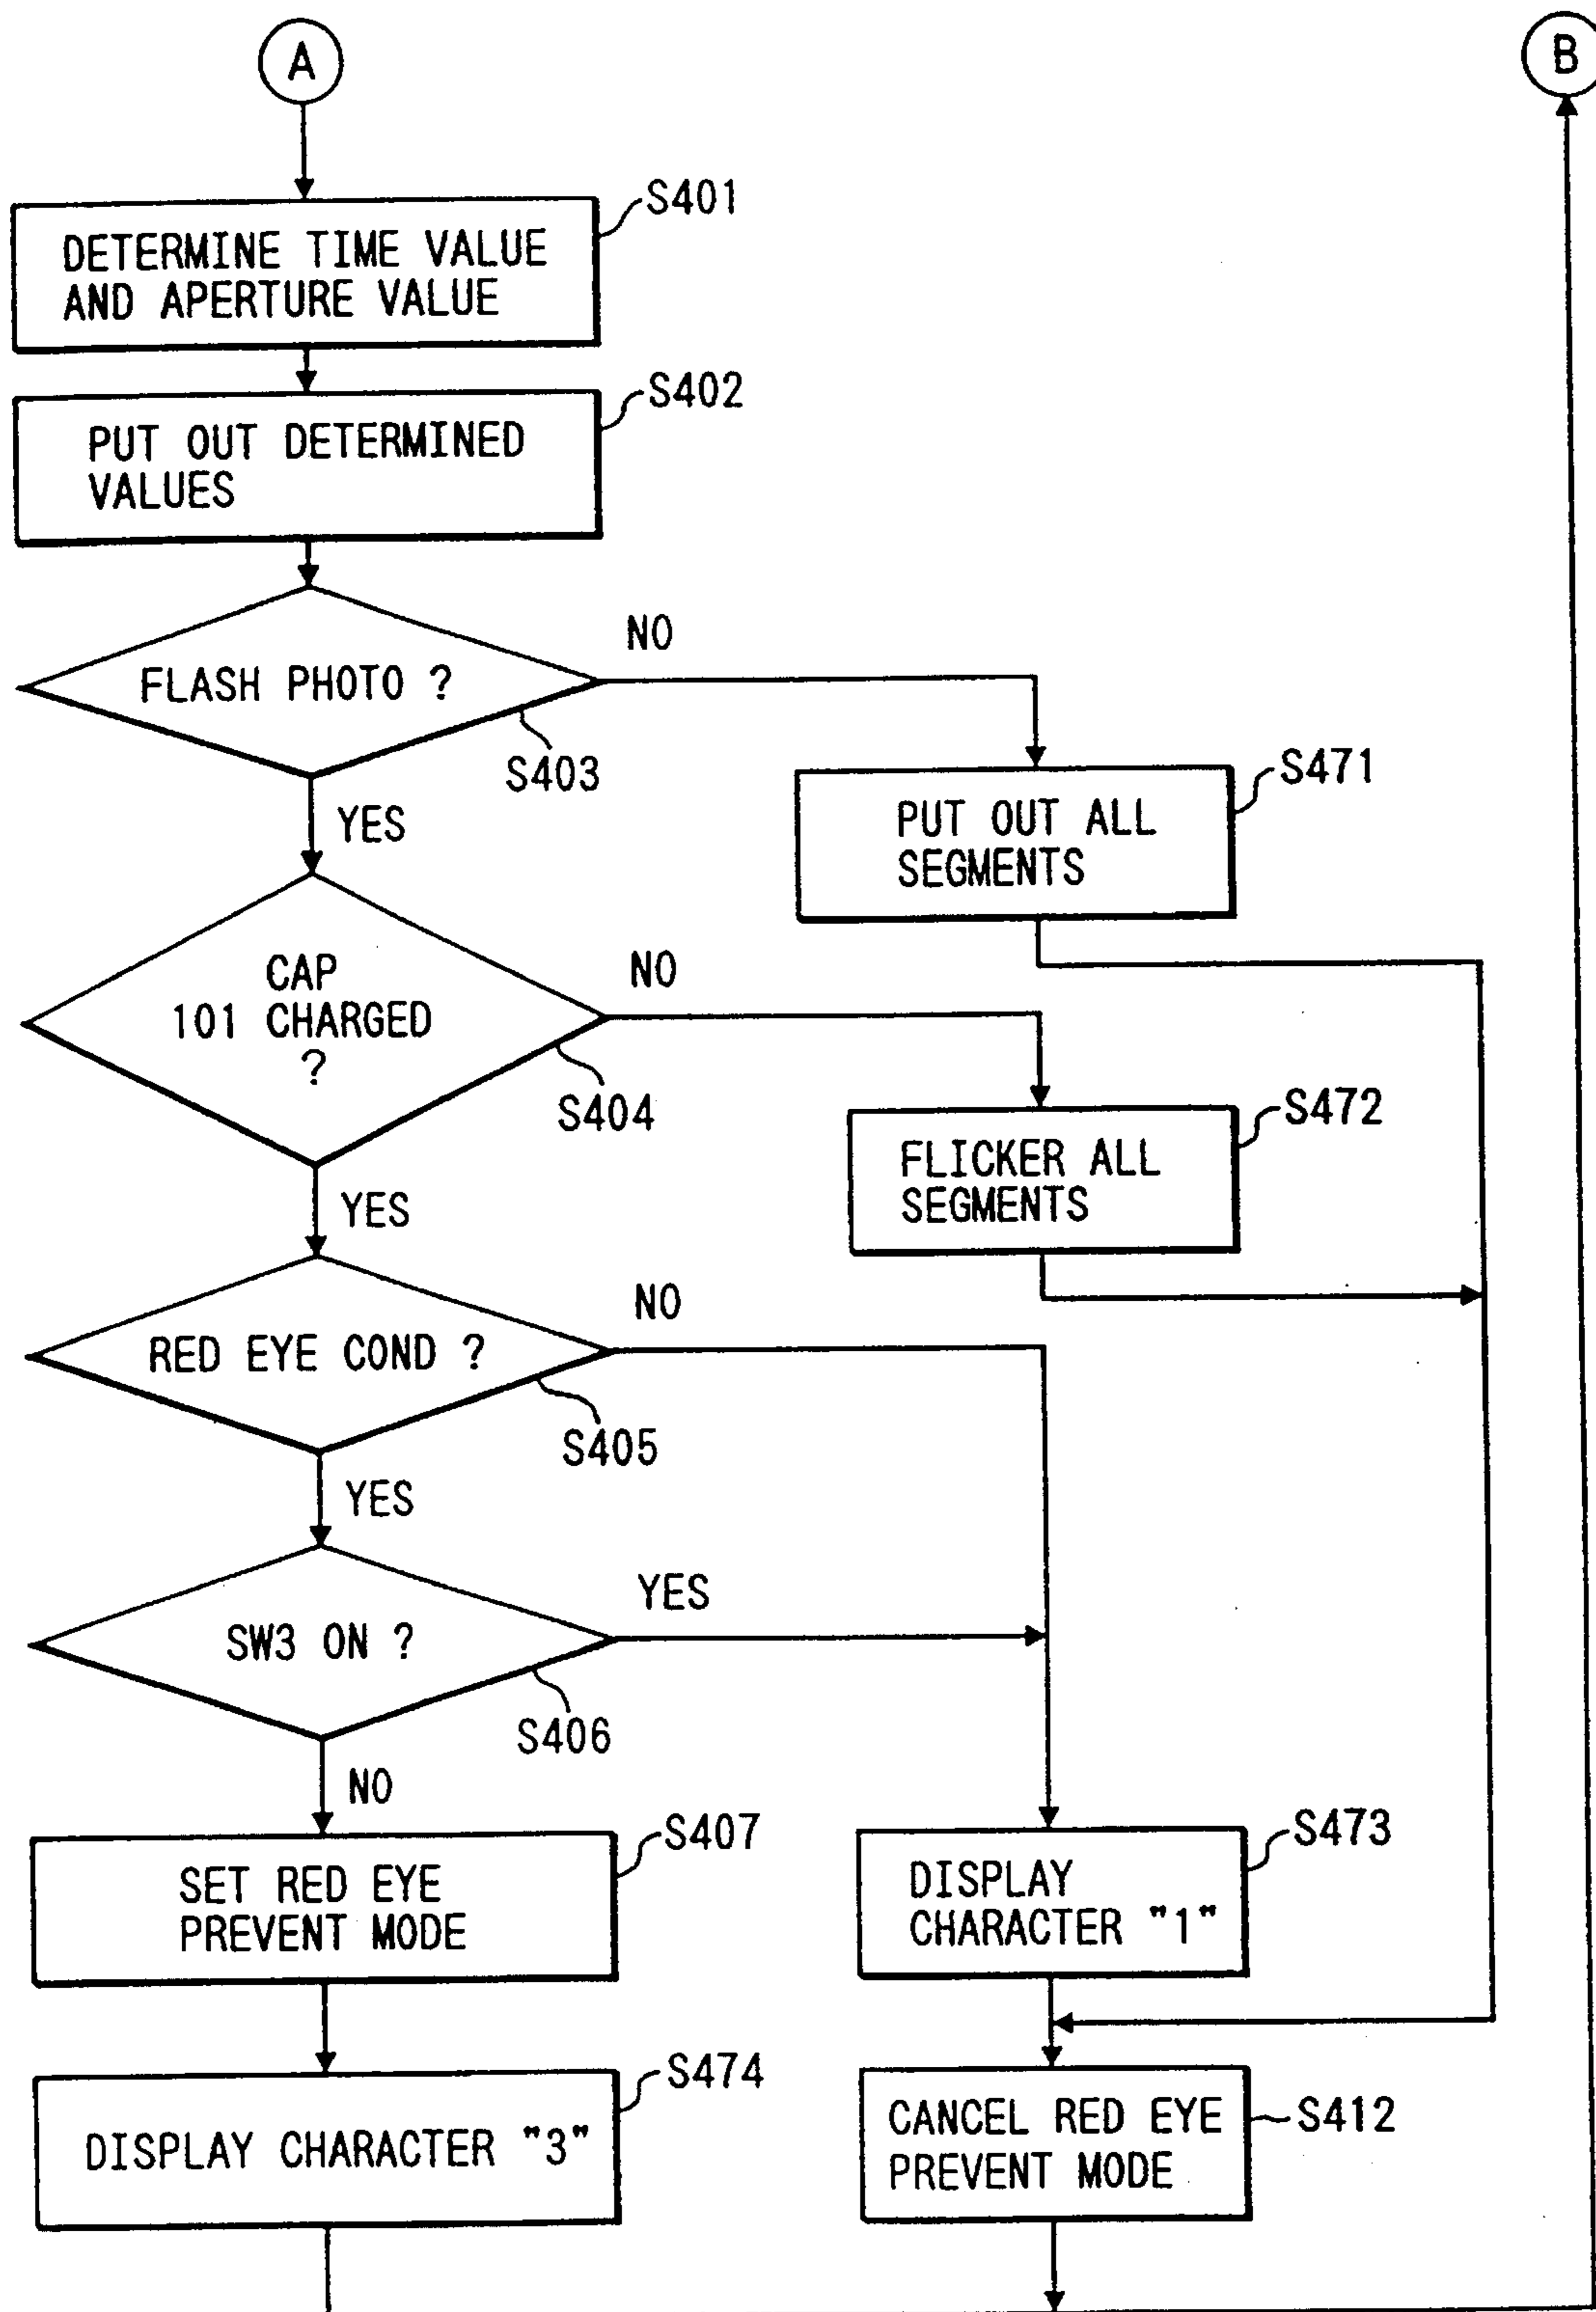 A
B
S401
DETERMINE TIME VALUE
AND APERTURE VALUE
S402
PUT OUT DETERMINED
VALUES
NO
FLASH PHOTO ?
S403
YES
S471
PUT OUT ALL
SEGMENTS
NO
CAP
101 CHARGED
?
S404
YES
S472
FLICKER ALL
SEGMENTS
NO
RED EYE COND ?
S405
YES
YES
SW3 ON ?
S406
NO
S407
SET RED EYE
PREVENT MODE
S473
DISPLAY
CHARACTER "1"
S474
DISPLAY CHARACTER "3"
S412
CANCEL RED EYE
PREVENT MODE